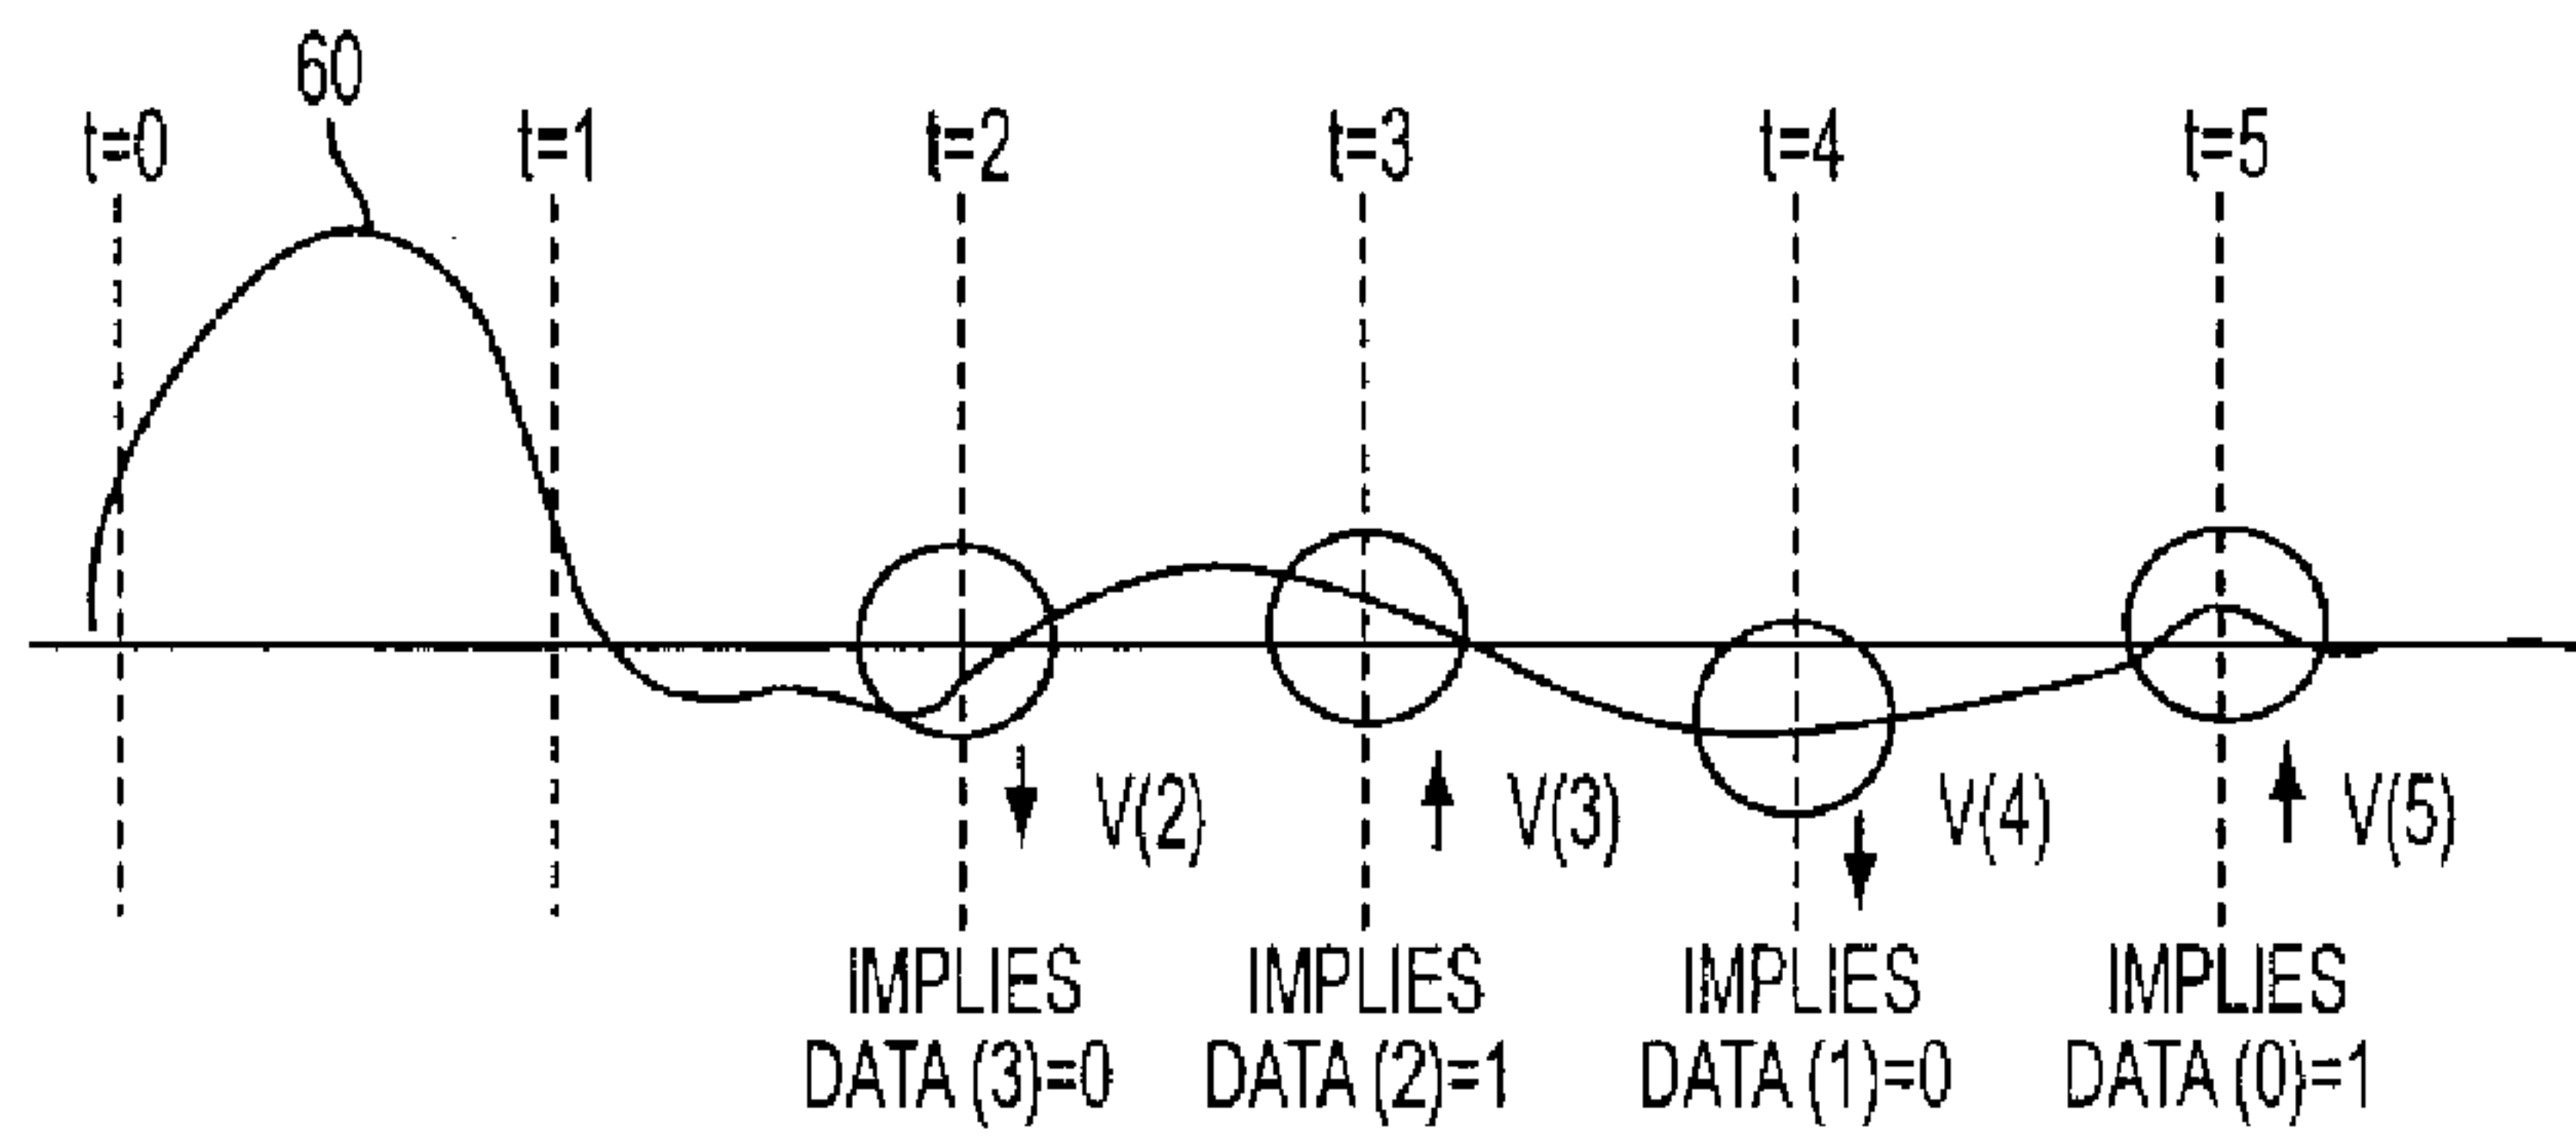 60
t=0 t=1 t=2 t=3 t=4 t=5
V(2) V(3) V(4) V(5)
IMPLIES IMPLIES IMPLIES IMPLIES
DATA (3)=0 DATA (2)=1 DATA (1)=0 DATA (0)=1